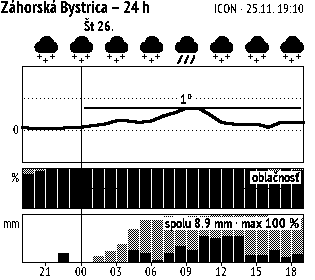 Záhorská Bystrica – 24 h
ICON · 25.11. 19:10
Št 26.
1°
0
% oblačnosť
mm spolu 8.9 mm · max 100 %
21 00 03 06 09 12 15 18